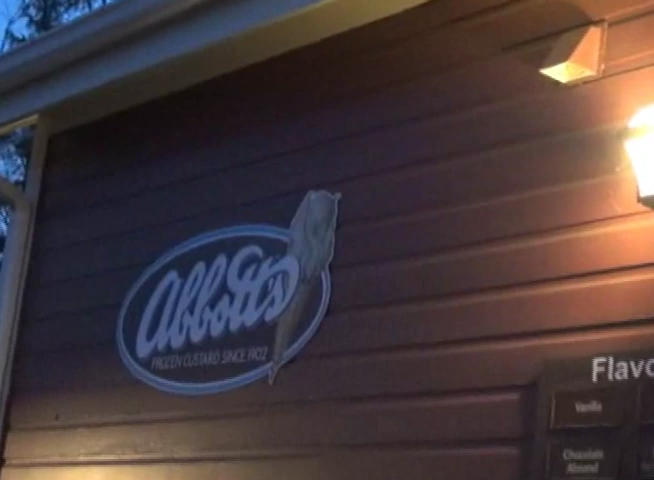 Abbott's
FROZEN CUSTARD SINCE 1902
Flavo
Vanilla
Chocolate
Almond